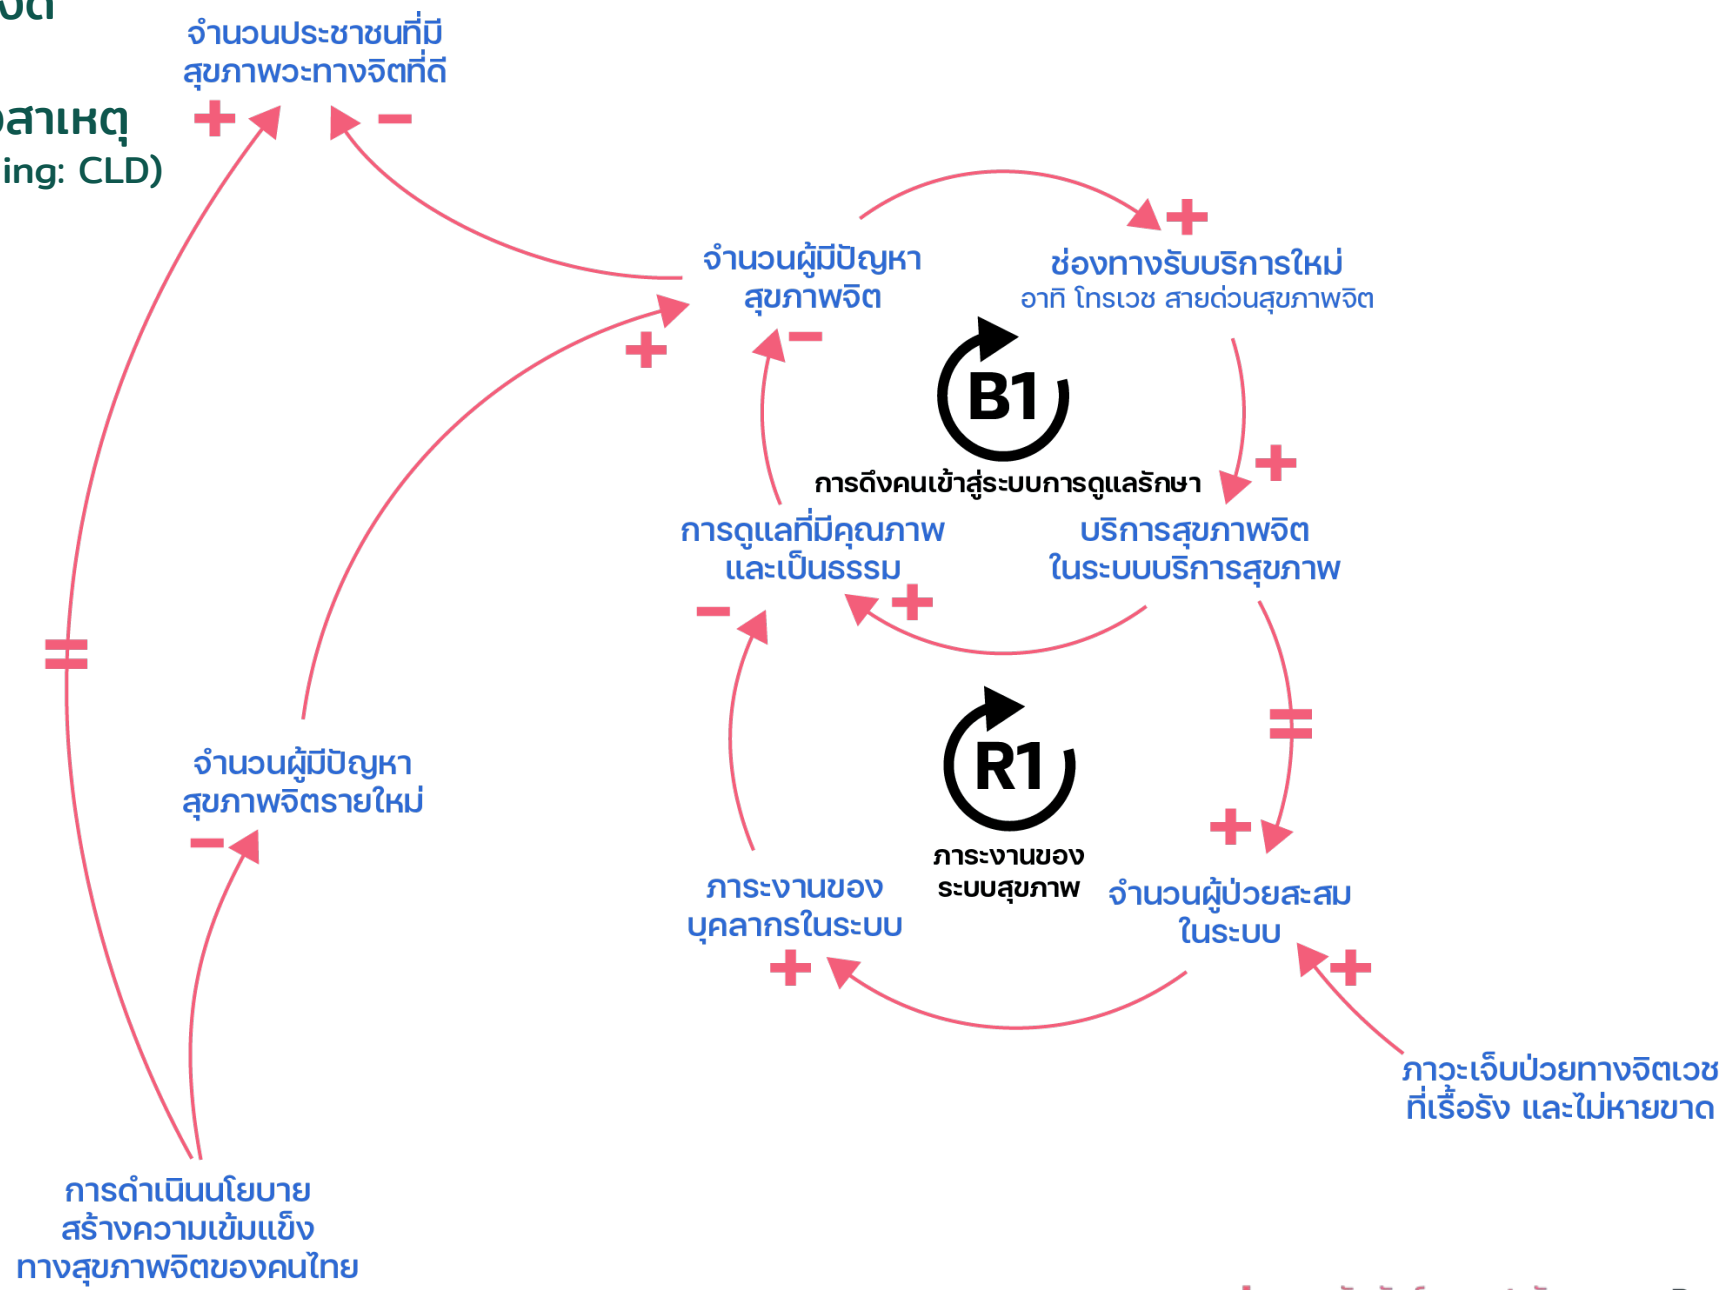 จำนวนประชาชนที่มี
สุขภาพวะทางจิตที่ดี
ing: CLD)
จำนวนผู้มีปัญหา
สุขภาพจิต
ช่องทางรับบริการใหม่
อาทิ โทรเวช สายด่วนสุขภาพจิต
B1
การดึงคนเข้าสู่ระบบการดูแลรักษา
การดูแลที่มีคุณภาพ
และเป็นธรรม
บริการสุขภาพจิต
ในระบบบริการสุขภาพ
R1
ภาระงานของ
ระบบสุขภาพ
จำนวนผู้มีปัญหา
สุขภาพจิตรายใหม่
ภาระงานของ
บุคลากรในระบบ
จำนวนผู้ป่วยสะสม
ในระบบ
ภาวะเจ็บป่วยทางจิตเวช
ที่เรื้อรัง และไม่หายขาด
การดำเนินนโยบาย
สร้างความเข้มแข็ง
ทางสุขภาพจิตของคนไทย